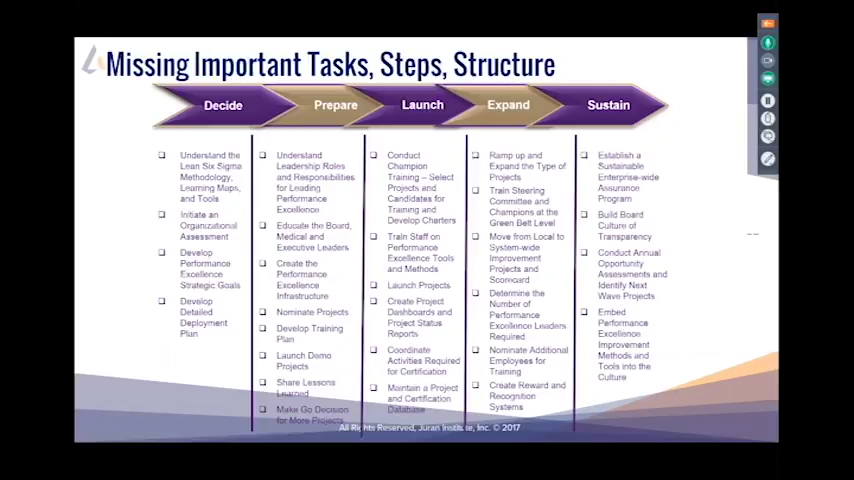 Missing Important Tasks, Steps, Structure
Decide
Prepare
Launch
Expand
Sustain
Understand the
Lean Six Sigma
Methodology,
Learning Maps,
and Tools
Initiate an
Organizational
Assessment
Develop
Performance
Excellence
Strategic Goals
Develop
Detailed
Deployment
Plan
Understand
Leadership Roles
and Responsibilities
for Leading
Performance
Excellence
Educate the Board,
Medical and
Executive Leaders
Create the
Performance
Excellence
Infrastructure
Nominate Projects
Develop Training
Plan
Launch Demo
Projects
Share Lessons
Learned
Make Go Decision
for More Projects
Conduct
Champion
Training – Select
Projects and
Candidates for
Training and
Develop Charters
Train Staff on
Performance
Excellence Tools
and Methods
Launch Projects
Create Project
Dashboards and
Project Status
Reports
Coordinate
Activities Required
for Certification
Maintain a Project
and Certification
Database
Ramp up and
Expand the Type of
Projects
Train Steering
Committee and
Champions at the
Green Belt Level
Move from Local to
System-wide
Improvement
Projects and
Scorecard
Determine the
Number of
Performance
Excellence Leaders
Required
Nominate Additional
Employees for
Training
Create Reward and
Recognition
Systems
Establish a
Sustainable
Enterprise-wide
Assurance
Program
Build Board
Culture of
Transparency
Conduct Annual
Opportunity
Assessments and
Identify Next
Wave Projects
Embed
Performance
Excellence
Improvement
Methods and
Tools into the
Culture
All Rights Reserved, Juran Institute, Inc. © 2017